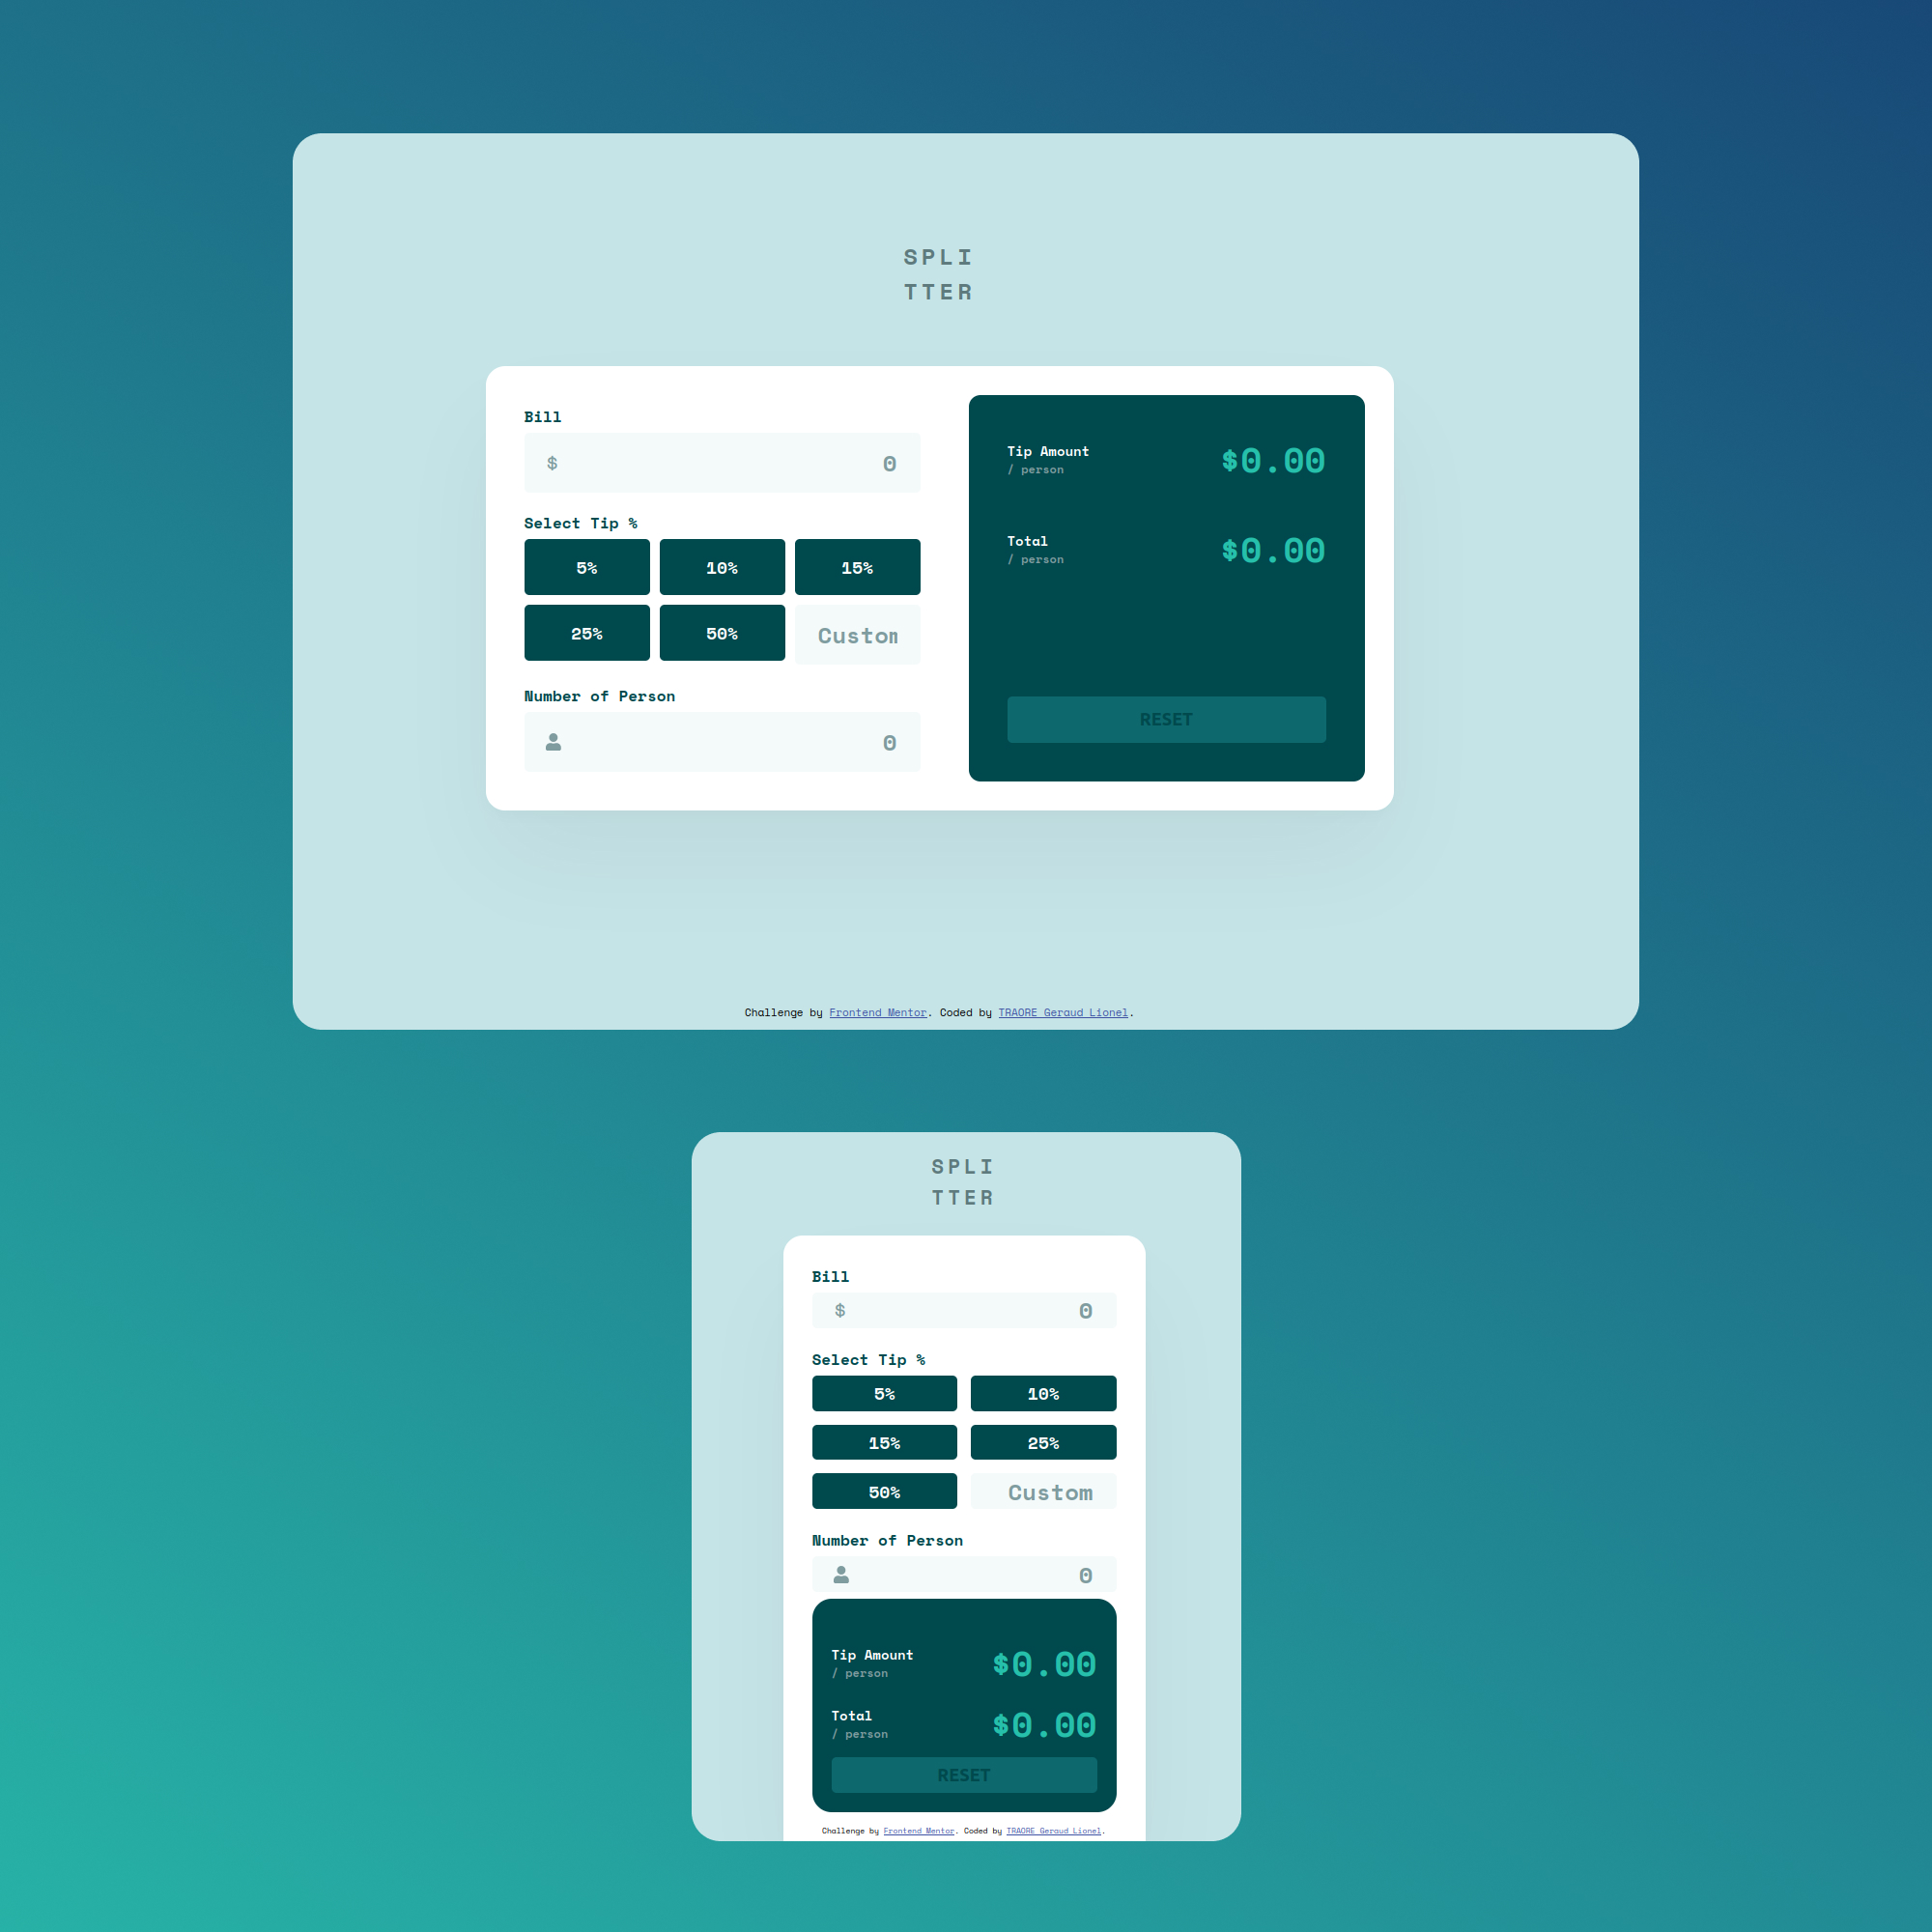 SPLI
TTER
Bill
$ 0
Select Tip %
5% 10% 15%
25% 50% Custom
Number of Person
0
Tip Amount
/ person
$0.00
Total
/ person
$0.00
RESET
Challenge by Frontend Mentor. Coded by TRAORE Geraud Lionel.
SPLI
TTER
Bill
$ 0
Select Tip %
5% 10%
15% 25%
50% Custom
Number of Person
0
Tip Amount
/ person
$0.00
Total
/ person
$0.00
RESET
Challenge by Frontend Mentor. Coded by TRAORE Geraud Lionel.